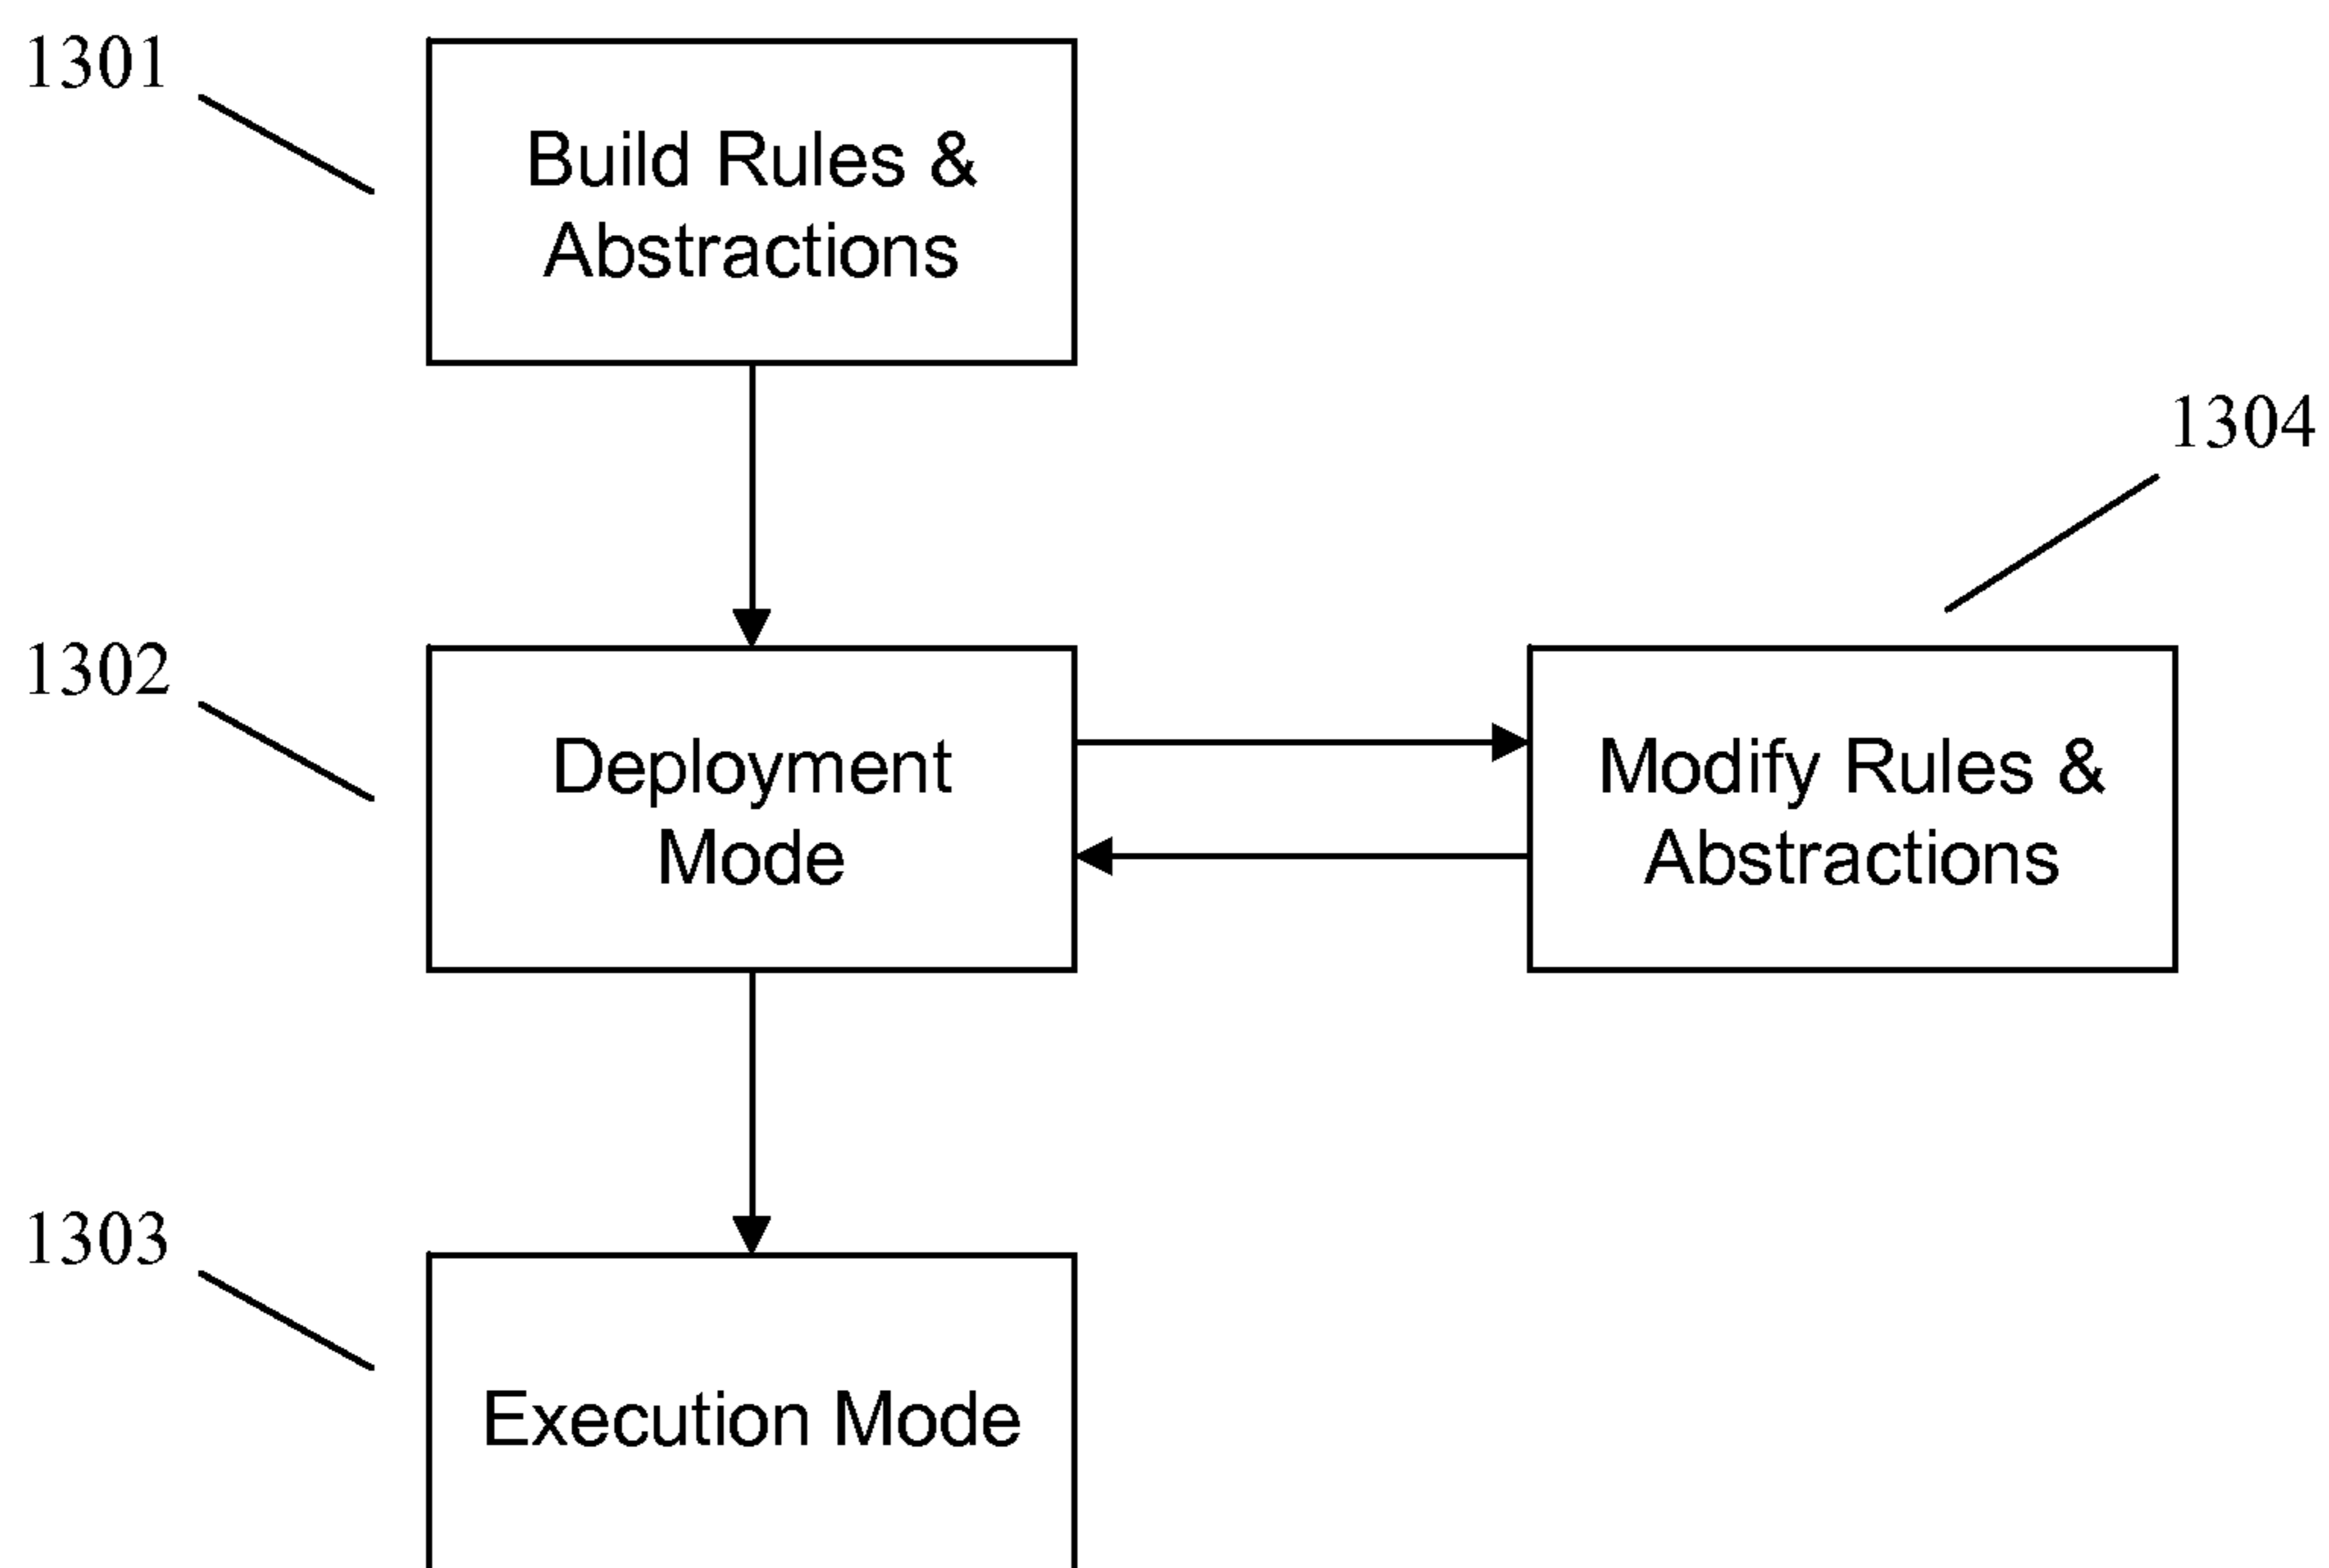 1301
Build Rules &
Abstractions
1304
1302
Deployment
Mode
Modify Rules &
Abstractions
1303
Execution Mode